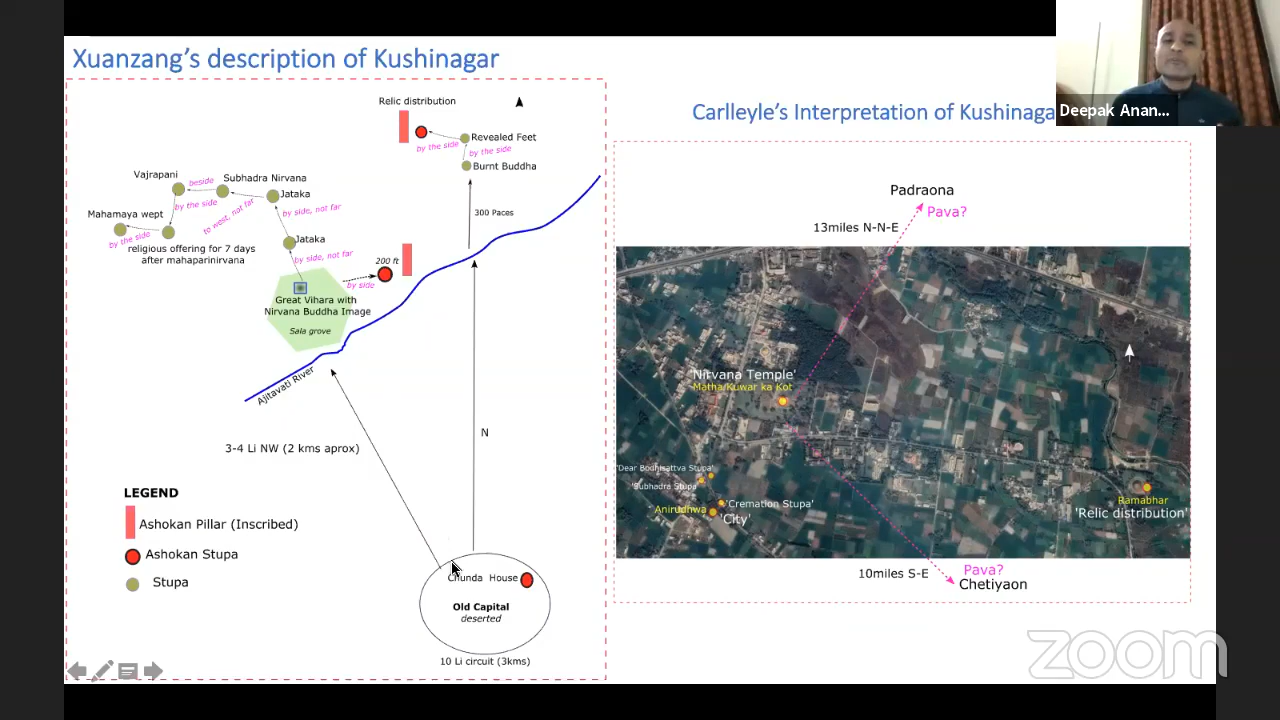 Xuanzang's description of Kushinagar
Relic distribution
Revealed Feet
by the side
by the side
Burnt Buddha
Vajrapani
beside
Subhadra Nirvana
Jataka
by the side
by side, not far
Mahamaya wept
to west, not far
by the side
religious offering for 7 days
after mahaparinirvana
300 Paces
Jataka
by side, not far
200 ft
by side
Great Vihara with
Nirvana Buddha Image
Sala grove
Ajitavati River
3-4 Li NW (2 kms aprox)
N
LEGEND
Ashokan Pillar (Inscribed)
Ashokan Stupa
Stupa
Chunda House
Old Capital
deserted
10 Li circuit (3kms)
Carlleyle's Interpretation of Kushinaga
Deepak Anan...
Padraona
Pava?
13miles N-N-E
Nirvana Temple'
Matha Kuwar ka Kot
'Dear Bodhisattva Stupa'
'Subhadra Stupa
'Cremation Stupa'
Anirudhwa
'City'
Ramabhar
'Relic distribution'
10miles S-E
Pava?
Chetiyaon
zoom